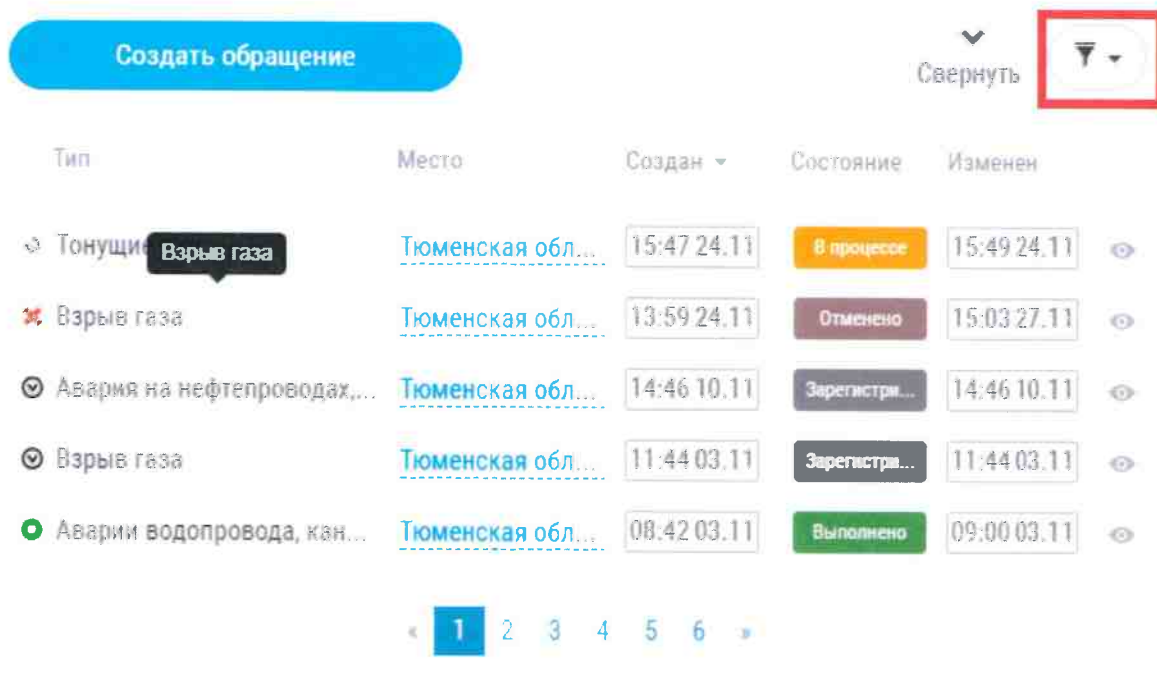 Создать обращение
Свернуть
Тип Место Создан Состояние Изменен
Тонущие Тюменская обл... 15:47 24.11 В процессе 15:49 24.11
Взрыв газа
Взрыв газа Тюменская обл... 13:59 24.11 Отменено 15:03 27.11
Авария на нефтепроводах,... Тюменская обл... 14:46 10.11 Зарегистри... 14:46 10.11
Взрыв газа Тюменская обл... 11:44 03.11 Зарегистри... 11:44 03.11
Аварии водопровода, кан... Тюменская обл... 08:42 03.11 Выполнено 09:00 03.11
« 1 2 3 4 5 6 »